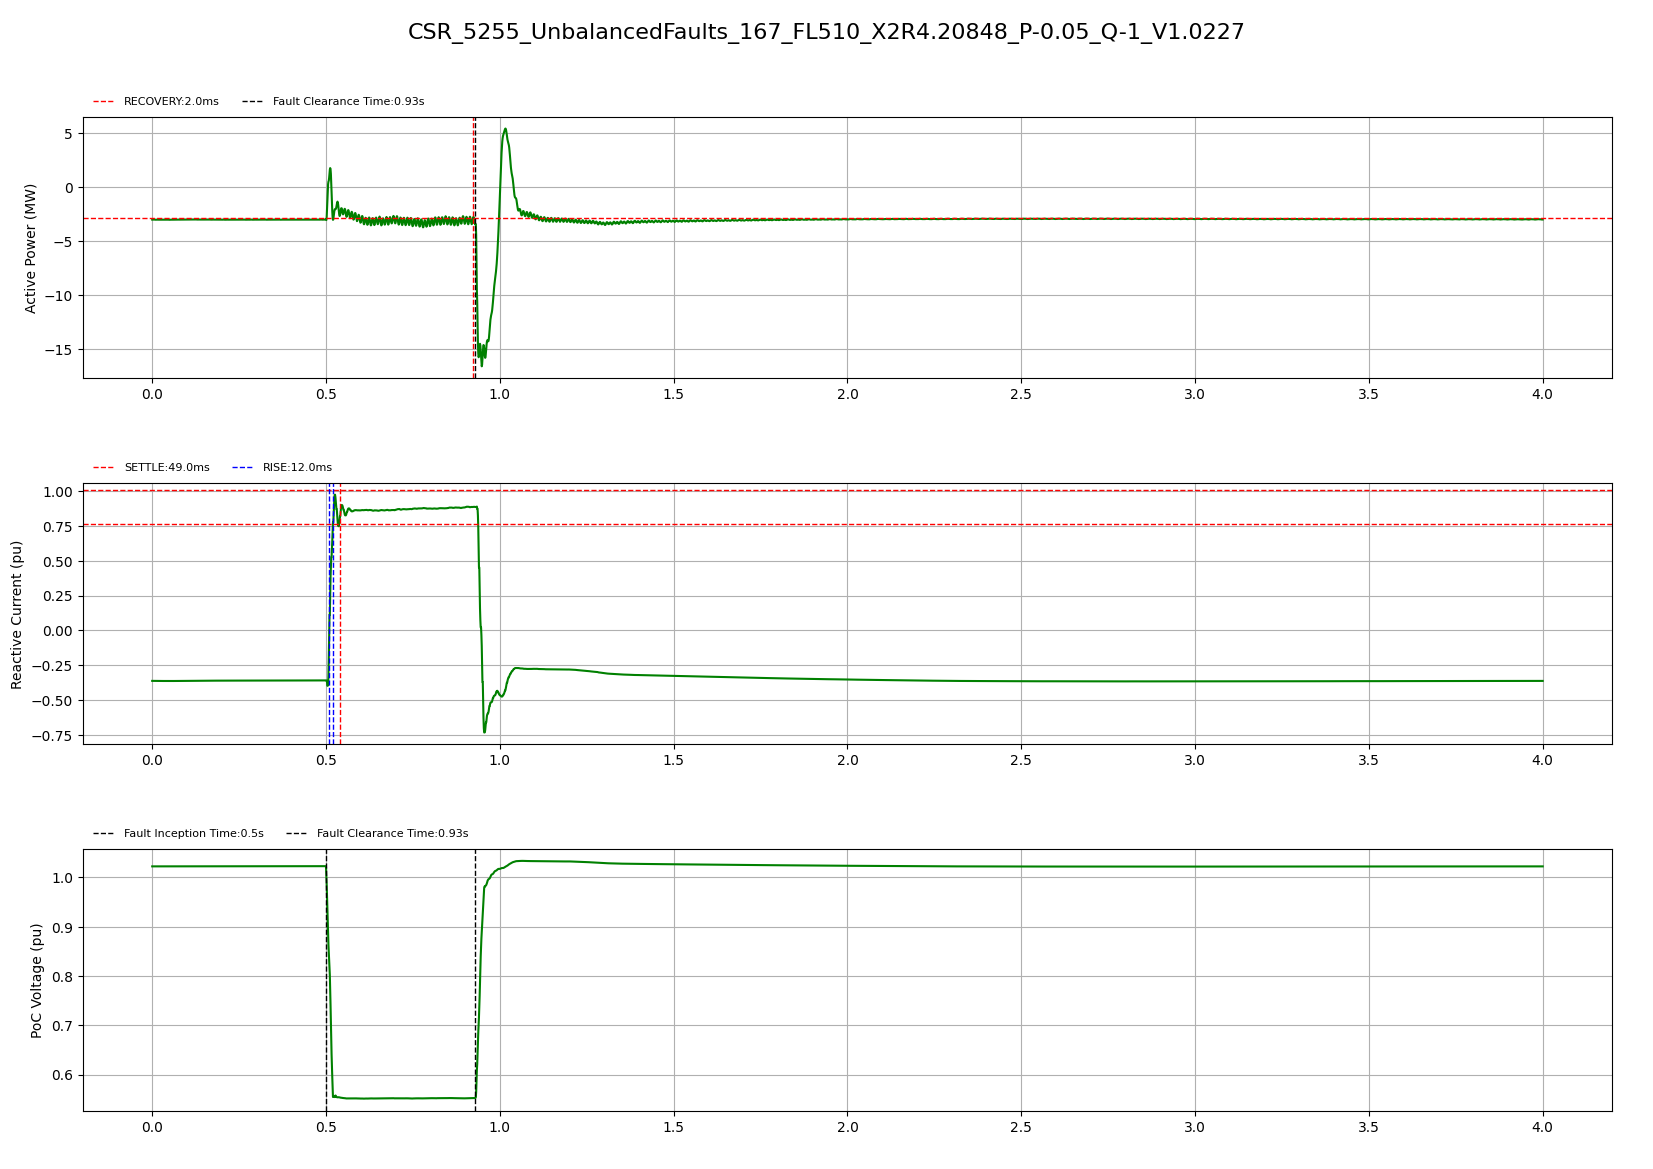 CSR_5255_UnbalancedFaults_167_FL510_X2R4.20848_P-0.05_Q-1_V1.0227
RECOVERY:2.0ms Fault Clearance Time:0.93s
Active Power (MW)
5
0
−5
−10
−15
0.0 0.5 1.0 1.5 2.0 2.5 3.0 3.5 4.0
SETTLE:49.0ms RISE:12.0ms
Reactive Current (pu)
1.00
0.75
0.50
0.25
0.00
−0.25
−0.50
−0.75
0.0 0.5 1.0 1.5 2.0 2.5 3.0 3.5 4.0
Fault Inception Time:0.5s Fault Clearance Time:0.93s
PoC Voltage (pu)
1.0
0.9
0.8
0.7
0.6
0.0 0.5 1.0 1.5 2.0 2.5 3.0 3.5 4.0